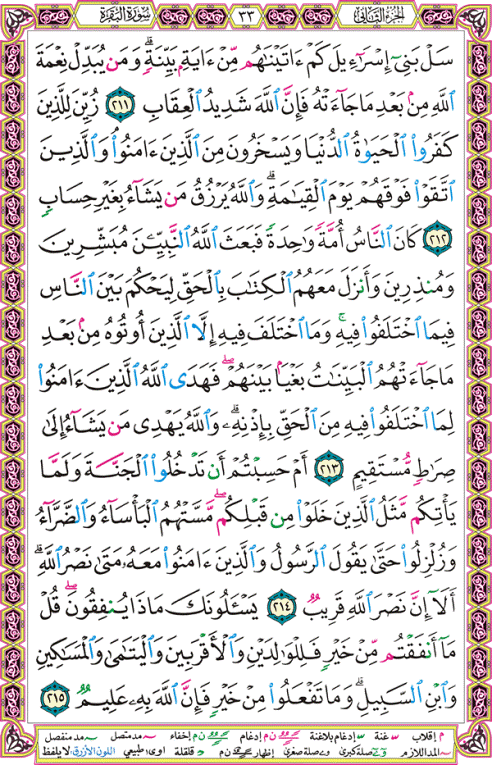 الجزء الثاني ٣٣ سورة البقرة
سَلْ بَنِىٓ إِسْرَٰٓءِيلَ كَمْ ءَاتَيْنَٰهُم مِّنْ ءَايَةٍۭ بَيِّنَةٍۗ وَمَن يُبَدِّلْ نِعْمَةَ
ٱللَّهِ مِنۢ بَعْدِ مَا جَآءَتْهُ فَإِنَّ ٱللَّهَ شَدِيدُ ٱلْعِقَابِ ٢١١ زُيِّنَ لِلَّذِينَ
كَفَرُوا۟ ٱلْحَيَوٰةُ ٱلدُّنْيَا وَيَسْخَرُونَ مِنَ ٱلَّذِينَ ءَامَنُوا۟ۘ وَٱلَّذِينَ
ٱتَّقَوْا۟ فَوْقَهُمْ يَوْمَ ٱلْقِيَٰمَةِۗ وَٱللَّهُ يَرْزُقُ مَن يَشَآءُ بِغَيْرِ حِسَابٍ
٢١٢ كَانَ ٱلنَّاسُ أُمَّةً وَٰحِدَةً فَبَعَثَ ٱللَّهُ ٱلنَّبِيِّـۧنَ مُبَشِّرِينَ
وَمُنذِرِينَ وَأَنزَلَ مَعَهُمُ ٱلْكِتَٰبَ بِٱلْحَقِّ لِيَحْكُمَ بَيْنَ ٱلنَّاسِ
فِيمَا ٱخْتَلَفُوا۟ فِيهِۚ وَمَا ٱخْتَلَفَ فِيهِ إِلَّا ٱلَّذِينَ أُوتُوهُ مِنۢ بَعْدِ
مَا جَآءَتْهُمُ ٱلْبَيِّنَٰتُ بَغْيًۢا بَيْنَهُمْۖ فَهَدَى ٱللَّهُ ٱلَّذِينَ ءَامَنُوا۟
لِمَا ٱخْتَلَفُوا۟ فِيهِ مِنَ ٱلْحَقِّ بِإِذْنِهِۦۗ وَٱللَّهُ يَهْدِى مَن يَشَآءُ إِلَىٰ
صِرَٰطٍ مُّسْتَقِيمٍ ٢١٣ أَمْ حَسِبْتُمْ أَن تَدْخُلُوا۟ ٱلْجَنَّةَ وَلَمَّا
يَأْتِكُم مَّثَلُ ٱلَّذِينَ خَلَوْا۟ مِن قَبْلِكُمۖ مَّسَّتْهُمُ ٱلْبَأْسَآءُ وَٱلضَّرَّآءُ
وَزُلْزِلُوا۟ حَتَّىٰ يَقُولَ ٱلرَّسُولُ وَٱلَّذِينَ ءَامَنُوا۟ مَعَهُۥ مَتَىٰ نَصْرُ ٱللَّهِۗ
أَلَآ إِنَّ نَصْرَ ٱللَّهِ قَرِيبٌ ٢١٤ يَسْـَٔلُونَكَ مَاذَا يُنفِقُونَۖ قُلْ
مَآ أَنفَقْتُم مِّنْ خَيْرٍ فَلِلْوَٰلِدَيْنِ وَٱلْأَقْرَبِينَ وَٱلْيَتَٰمَىٰ وَٱلْمَسَٰكِينِ
وَٱبْنِ ٱلسَّبِيلِۗ وَمَا تَفْعَلُوا۟ مِنْ خَيْرٍ فَإِنَّ ٱللَّهَ بِهِۦ عَلِيمٌ ٢١٥
م إقلاب غنة إدغام بلاغنة ن م إدغام ن م إخفاء مد متصل مد منفصل
المد اللازم صلة كبرى وصلة صغرى إظهار قلقلة اوى: طبيعي اللون الأزرق: لا يلفظ